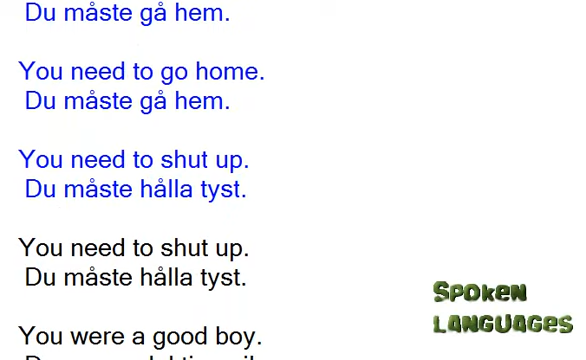 Du måste gå hem.
You need to go home.
Du måste gå hem.
You need to shut up.
Du måste hålla tyst.
You need to shut up.
Du måste hålla tyst.
You were a good boy.
Spoken
Languages